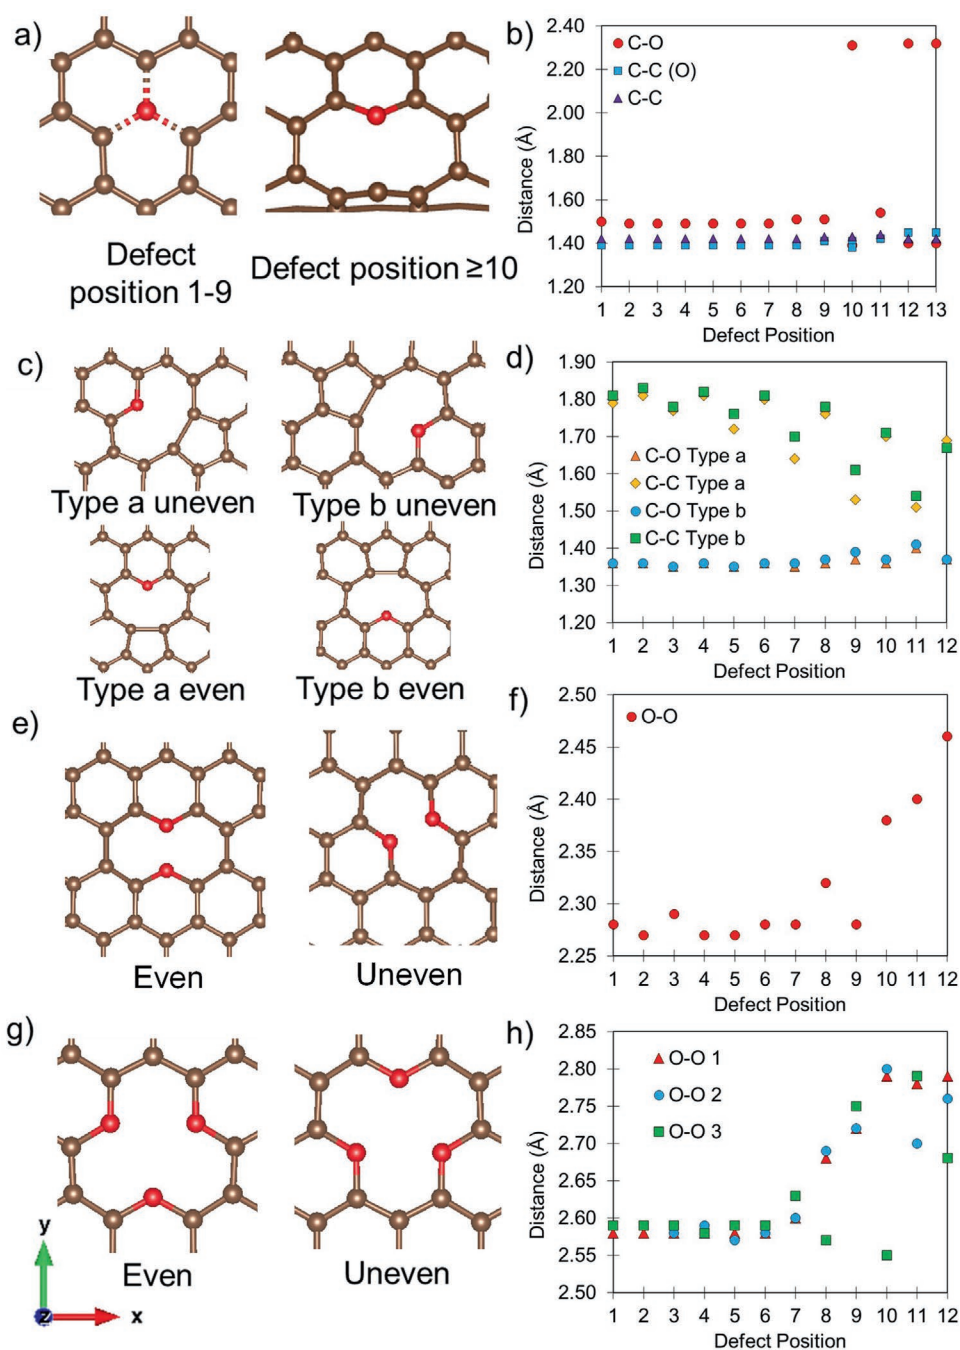 a)
Defect
position 1-9
Defect position ≥10
b)
2.40
2.20
2.00
1.80
1.60
1.40
1.20
Distance (Å)
C-O
C-C (O)
C-C
1 2 3 4 5 6 7 8 9 10 11 12 13
Defect Position
c)
Type a uneven
Type b uneven
Type a even
Type b even
d)
1.90
1.80
1.70
1.60
1.50
1.40
1.30
1.20
Distance (Å)
C-O Type a
C-C Type a
C-O Type b
C-C Type b
1 2 3 4 5 6 7 8 9 10 11 12
Defect Position
e)
Even
Uneven
f)
2.50
2.45
2.40
2.35
2.30
2.25
Distance (Å)
O-O
1 2 3 4 5 6 7 8 9 10 11 12
Defect Position
g)
Even
Uneven
y
z
x
h)
2.85
2.80
2.75
2.70
2.65
2.60
2.55
2.50
Distance (Å)
O-O 1
O-O 2
O-O 3
1 2 3 4 5 6 7 8 9 10 11 12
Defect Position